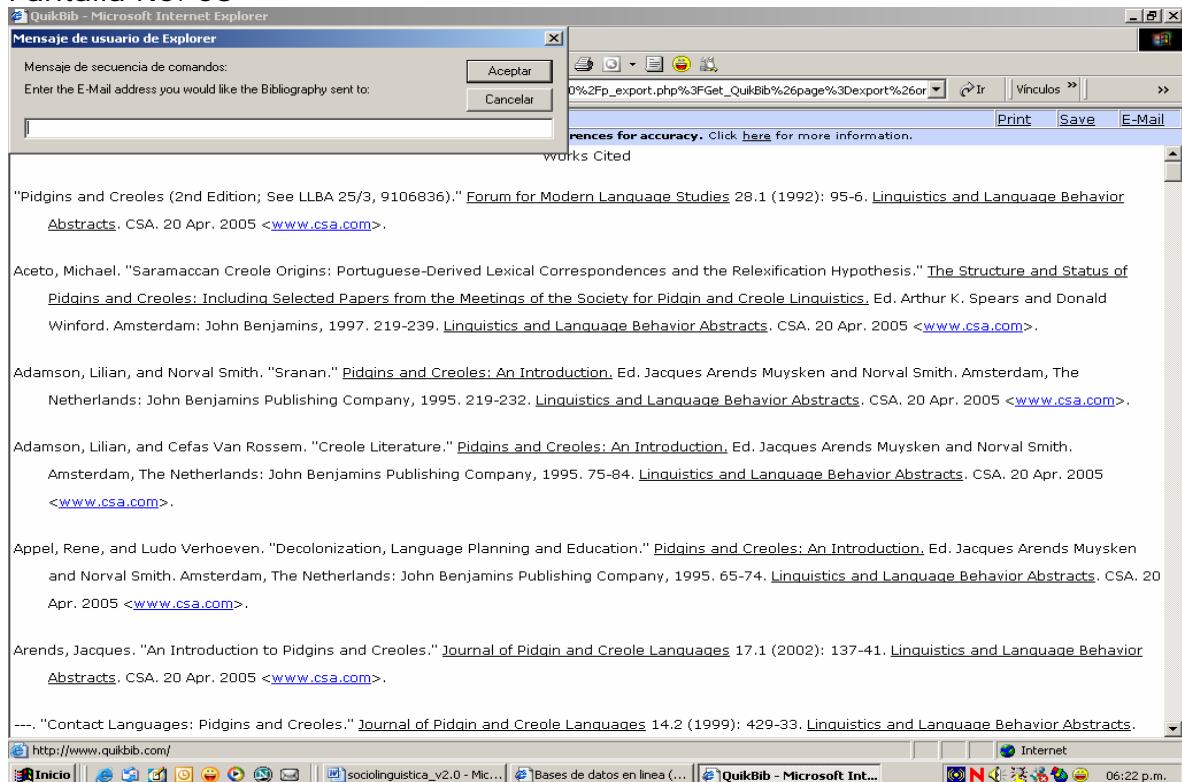 QuikBib - Microsoft Internet Explorer
Mensaje de usuario de Explorer
Mensaje de secuencia de comandos:
Enter the E-Mail address you would like the Bibliography sent to:
Aceptar
Cancelar
0%2Fp_export.php%3FGet_QuikBib%26page%3Dexport%26or
Ir
Vínculos »
»
Print Save E-Mail
rences for accuracy. Click here for more information.
Works Cited
"Pidgins and Creoles (2nd Edition; See LLBA 25/3, 9106836)." Forum for Modern Language Studies 28.1 (1992): 95-6. Linguistics and Language Behavior
Abstracts. CSA. 20 Apr. 2005 <www.csa.com>.
Aceto, Michael. "Saramaccan Creole Origins: Portuguese-Derived Lexical Correspondences and the Relexification Hypothesis." The Structure and Status of
Pidgins and Creoles: Including Selected Papers from the Meetings of the Society for Pidgin and Creole Linguistics. Ed. Arthur K. Spears and Donald
Winford. Amsterdam: John Benjamins, 1997. 219-239. Linguistics and Language Behavior Abstracts. CSA. 20 Apr. 2005 <www.csa.com>.
Adamson, Lilian, and Norval Smith. "Sranan." Pidgins and Creoles: An Introduction. Ed. Jacques Arends Muysken and Norval Smith. Amsterdam, The
Netherlands: John Benjamins Publishing Company, 1995. 219-232. Linguistics and Language Behavior Abstracts. CSA. 20 Apr. 2005 <www.csa.com>.
Adamson, Lilian, and Cefas Van Rossem. "Creole Literature." Pidgins and Creoles: An Introduction. Ed. Jacques Arends Muysken and Norval Smith.
Amsterdam, The Netherlands: John Benjamins Publishing Company, 1995. 75-84. Linguistics and Language Behavior Abstracts. CSA. 20 Apr. 2005
<www.csa.com>.
Appel, Rene, and Ludo Verhoeven. "Decolonization, Language Planning and Education." Pidgins and Creoles: An Introduction. Ed. Jacques Arends Muysken
and Norval Smith. Amsterdam, The Netherlands: John Benjamins Publishing Company, 1995. 65-74. Linguistics and Language Behavior Abstracts. CSA. 20
Apr. 2005 <www.csa.com>.
Arends, Jacques. "An Introduction to Pidgins and Creoles." Journal of Pidgin and Creole Languages 17.1 (2002): 137-41. Linguistics and Language Behavior
Abstracts. CSA. 20 Apr. 2005 <www.csa.com>.
---. "Contact Languages: Pidgins and Creoles." Journal of Pidgin and Creole Languages 14.2 (1999): 429-33. Linguistics and Language Behavior Abstracts.
http://www.quikbib.com/
Internet
Inicio
sociolinguistica_v2.0 - Mic...
Bases de datos en linea (...
QuikBib - Microsoft Int...
06:22 p.m.